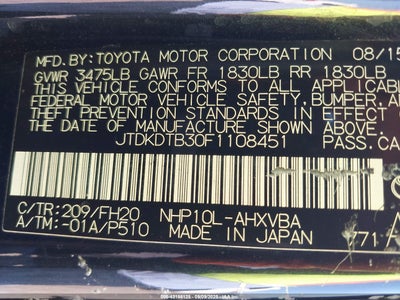 MFD. BY: TOYOTA MOTOR CORPORATION 08/15
GVWR 3475LB GAWR FR 1830LB RR 1830LB
THIS VEHICLE CONFORMS TO ALL APPLICABLE
FEDERAL MOTOR VEHICLE SAFETY, BUMPER, AND
THEFT PREVENTION STANDARDS IN EFFECT ON THE
DATE OF MANUFACTURE SHOWN ABOVE.
JTDKDTB30F1108451 PASS.CA
C/TR: 209/FH20 NHP10L-AHXVBA
A/TM: -01A/P510 MADE IN JAPAN 771